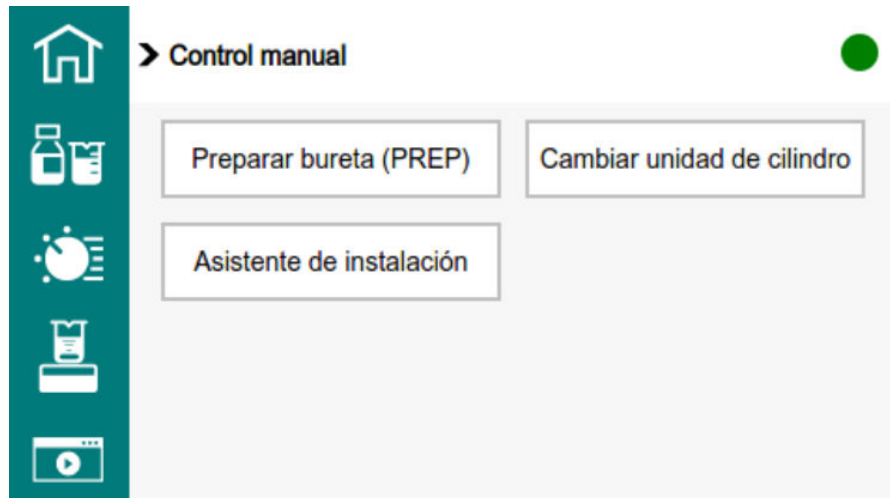 Control manual
Preparar bureta (PREP)
Cambiar unidad de cilindro
Asistente de instalación